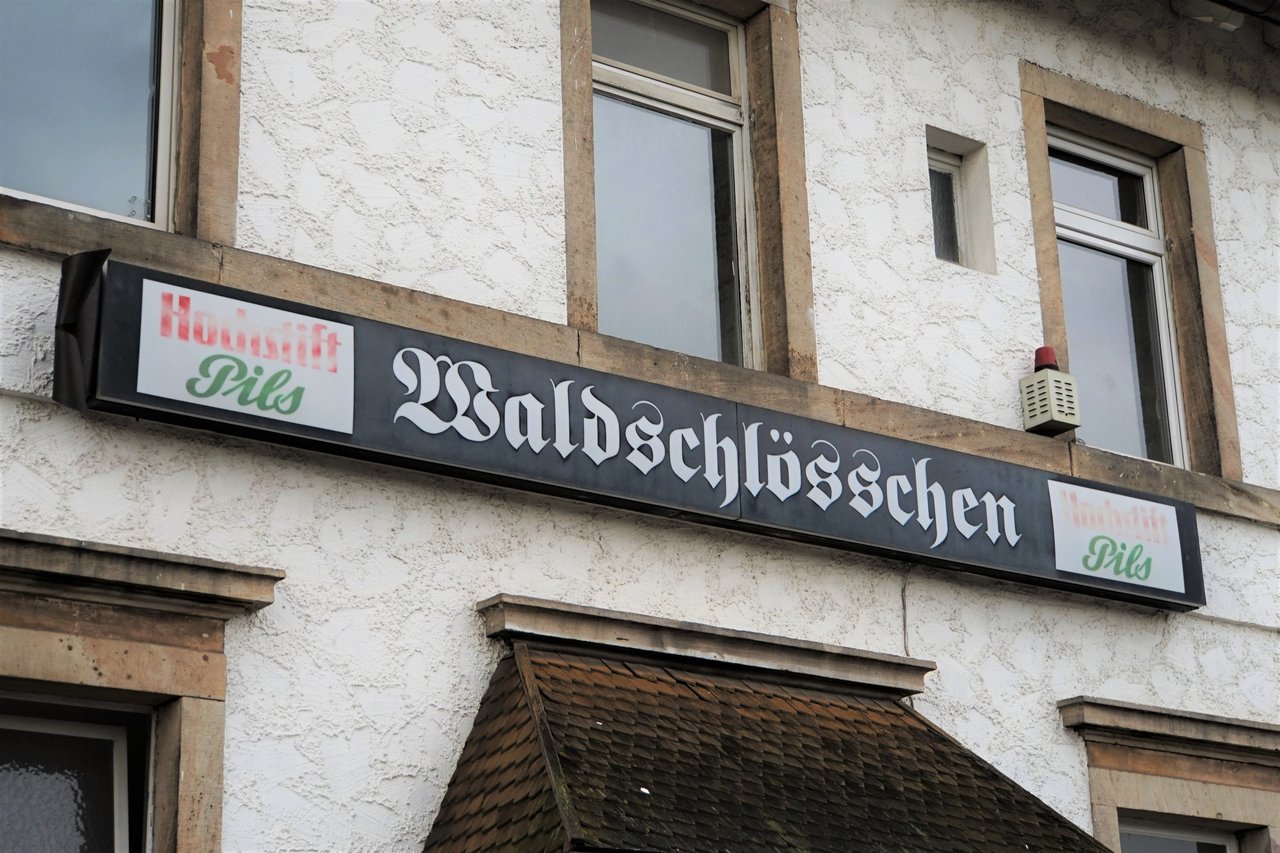 Hochstift
Pils
Waldschlösschen
Hochstift
Pils